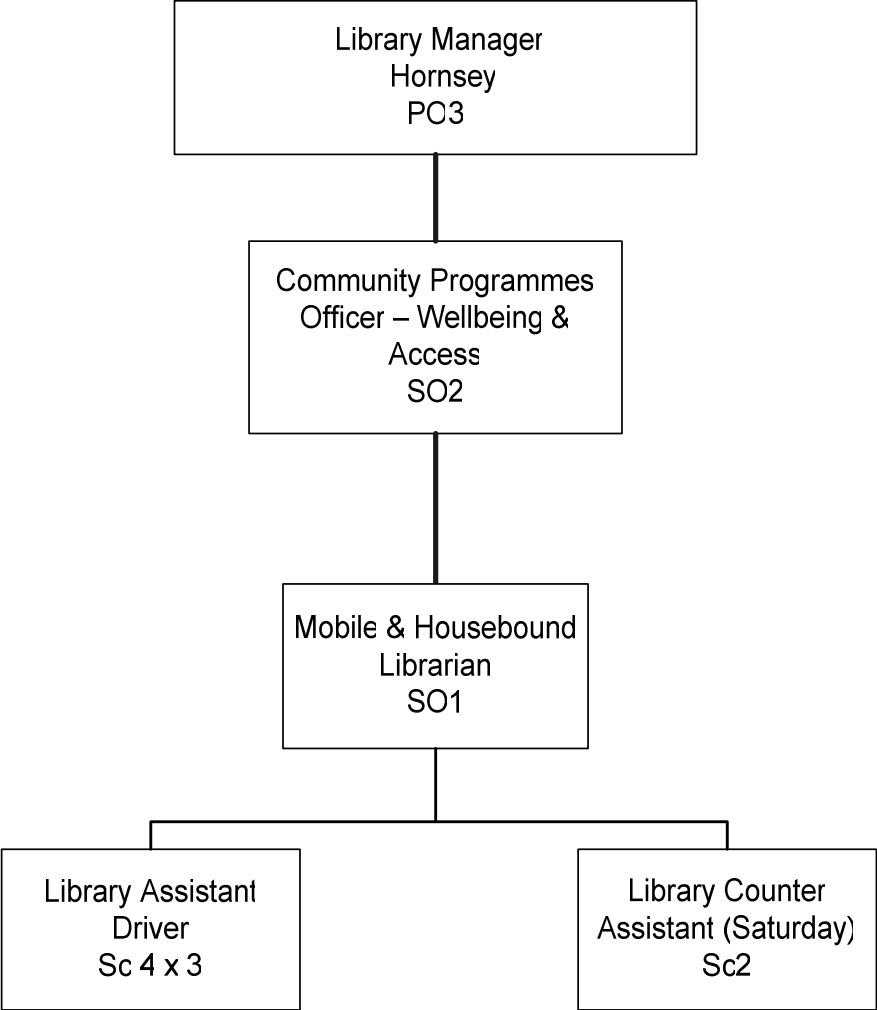 Library Manager
Hornsey
PO3
Community Programmes
Officer – Wellbeing &
Access
SO2
Mobile & Housebound
Librarian
SO1
Library Assistant
Driver
Sc 4 x 3
Library Counter
Assistant (Saturday)
Sc2